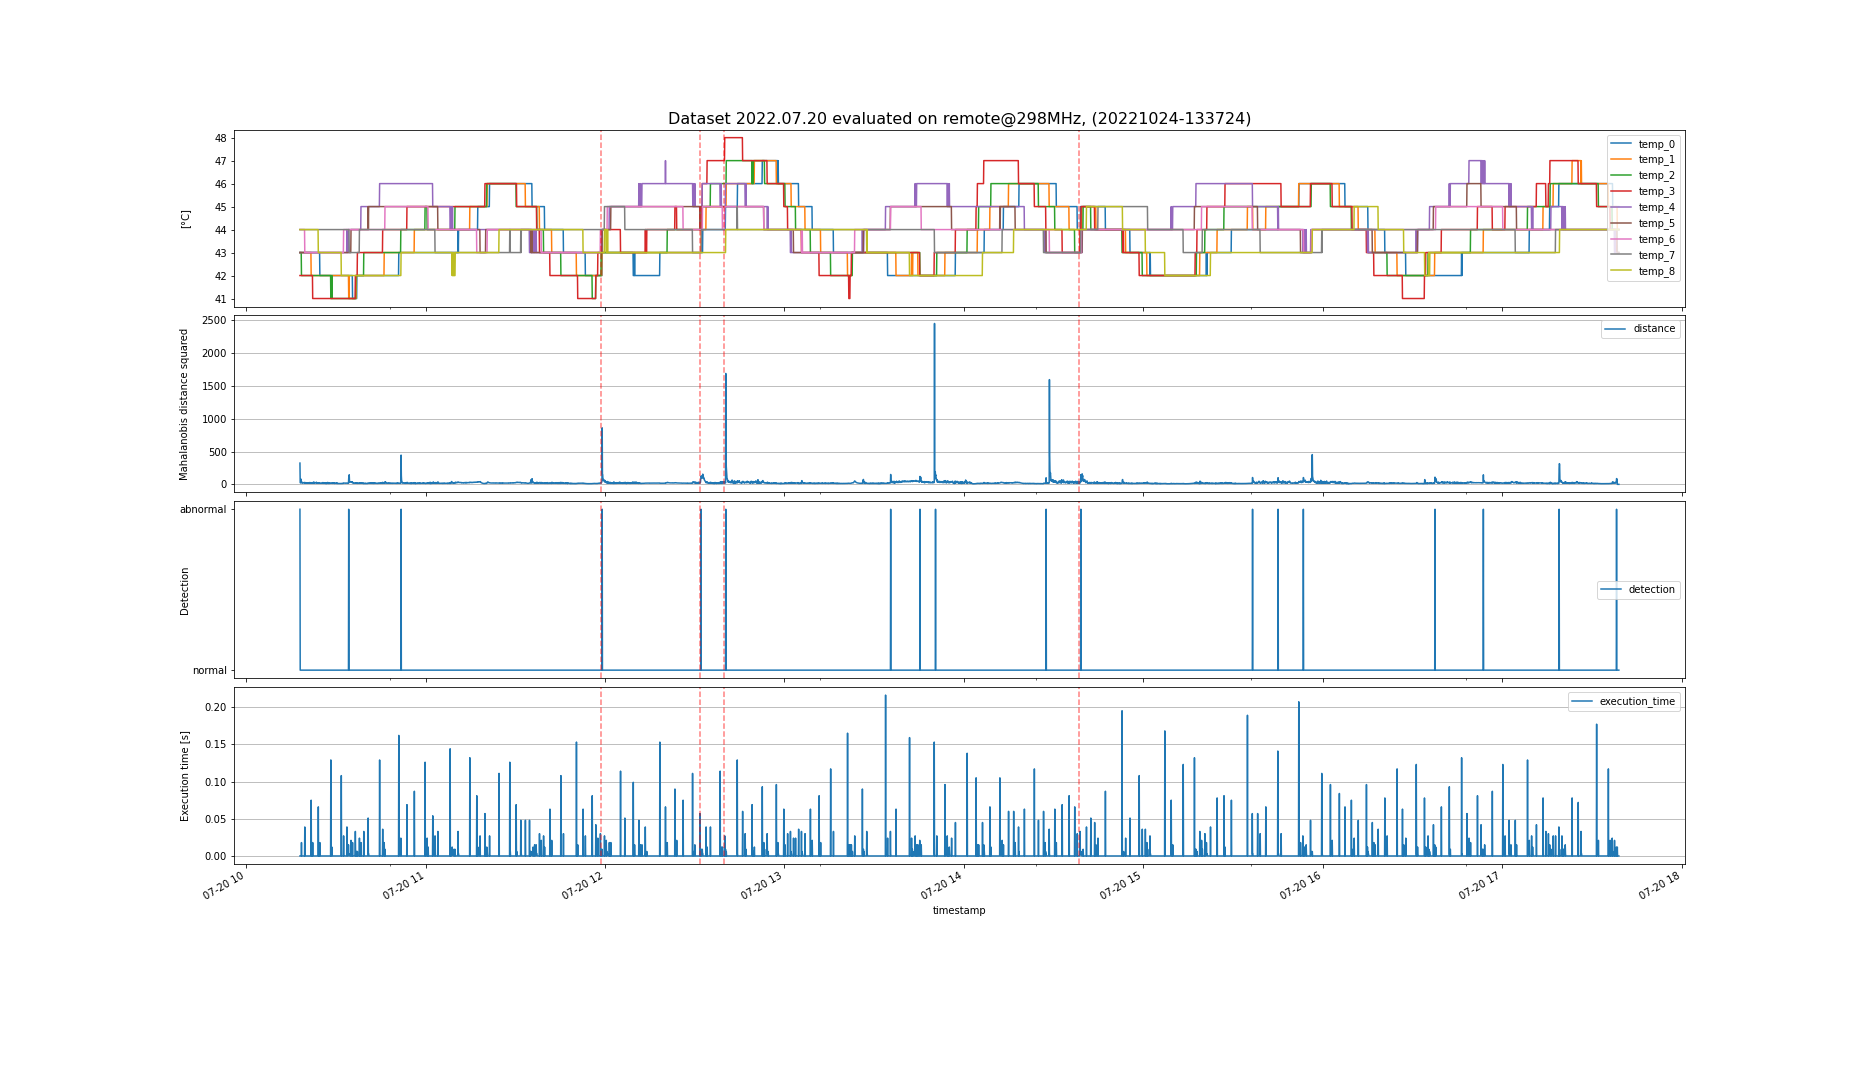 Dataset 2022.07.20 evaluated on remote@298MHz, (20221024-133724)
48
47
46
45
44
43
42
41
[°C]
temp_0
temp_1
temp_2
temp_3
temp_4
temp_5
temp_6
temp_7
temp_8
2500
2000
1500
1000
500
0
Mahalanobis distance squared
distance
abnormal
normal
Detection
detection
0.20
0.15
0.10
0.05
0.00
Execution time [s]
execution_time
07-20 10
07-20 11
07-20 12
07-20 13
07-20 14
07-20 15
07-20 16
07-20 17
07-20 18
timestamp